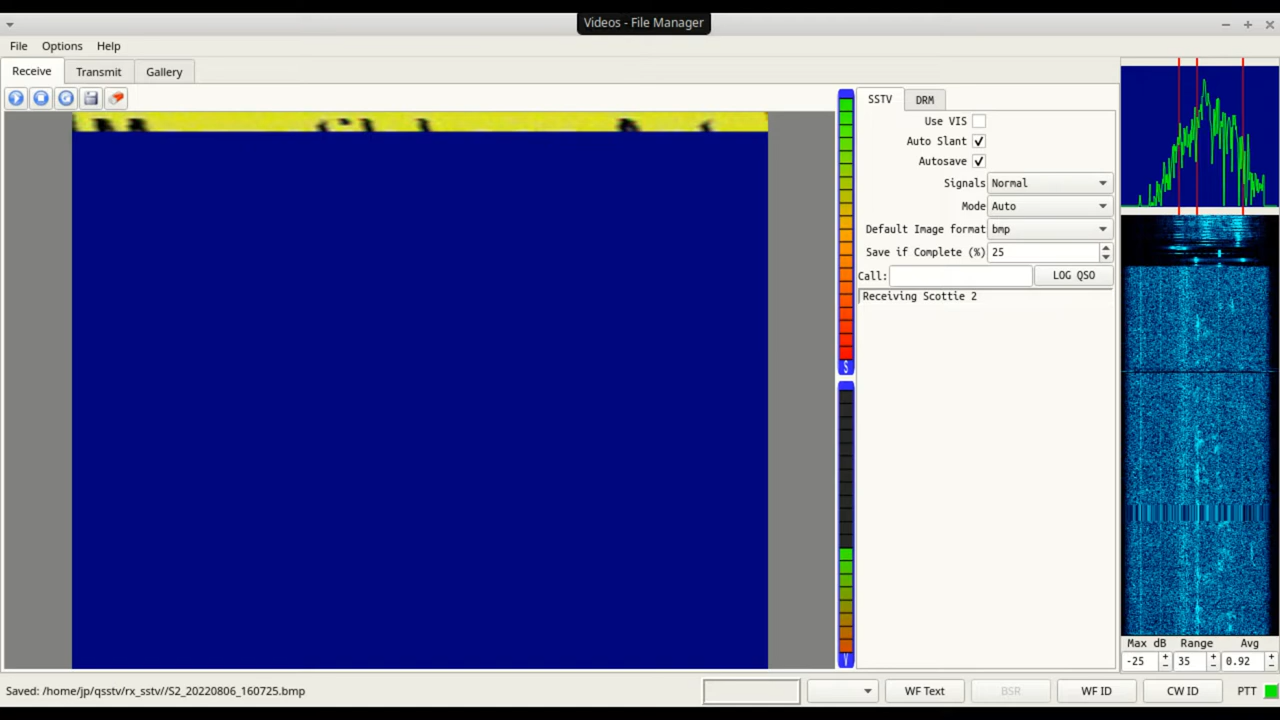 Videos - File Manager
File Options Help
Receive Transmit Gallery
SSTV DRM
Use VIS
Auto Slant
Autosave
Signals Normal
Mode Auto
Default Image format bmp
Save if Complete (%) 25
Call: LOG QSO
Receiving Scottie 2
S
V
Max dB Range Avg
-25 35 0.92
Saved: /home/jp/qsstv/rx_sstv//S2_20220806_160725.bmp
WF Text BSR WF ID CW ID PTT